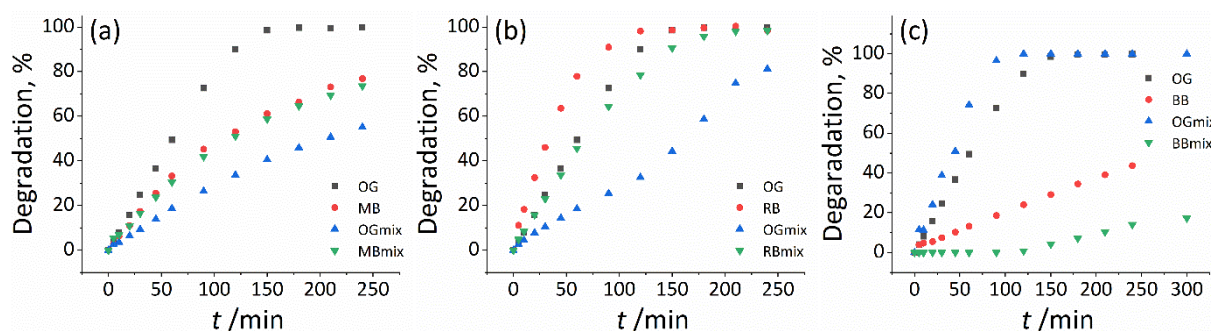 (a)
Degradation, %
100
80
60
40
20
0
OG
MB
OGmix
MBmix
0 50 100 150 200 250
t /min
(b)
Degradation, %
100
80
60
40
20
0
OG
RB
OGmix
RBmix
0 50 100 150 200 250
t /min
(c)
Degaradation, %
100
80
60
40
20
0
OG
BB
OGmix
BBmix
0 50 100 150 200 250 300
t /min